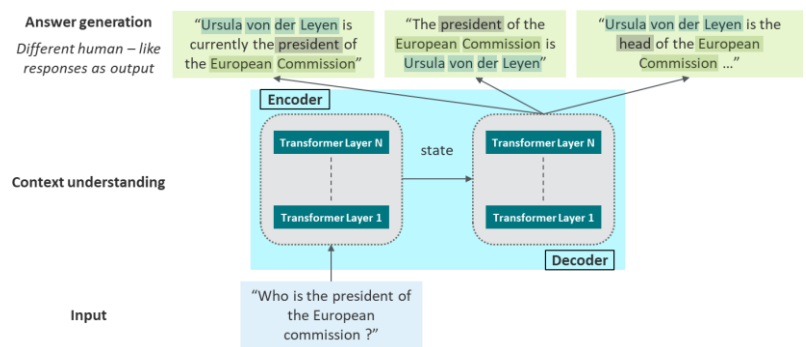 Answer generation
Different human – like
responses as output
“Ursula von der Leyen is
currently the president of
the European Commission”
“The president of the
European Commission is
Ursula von der Leyen”
“Ursula von der Leyen is the
head of the European
Commission ...”
Encoder
Transformer Layer N
Transformer Layer 1
state
Transformer Layer N
Transformer Layer 1
Decoder
Context understanding
Input
“Who is the president of
the European
commission ?”